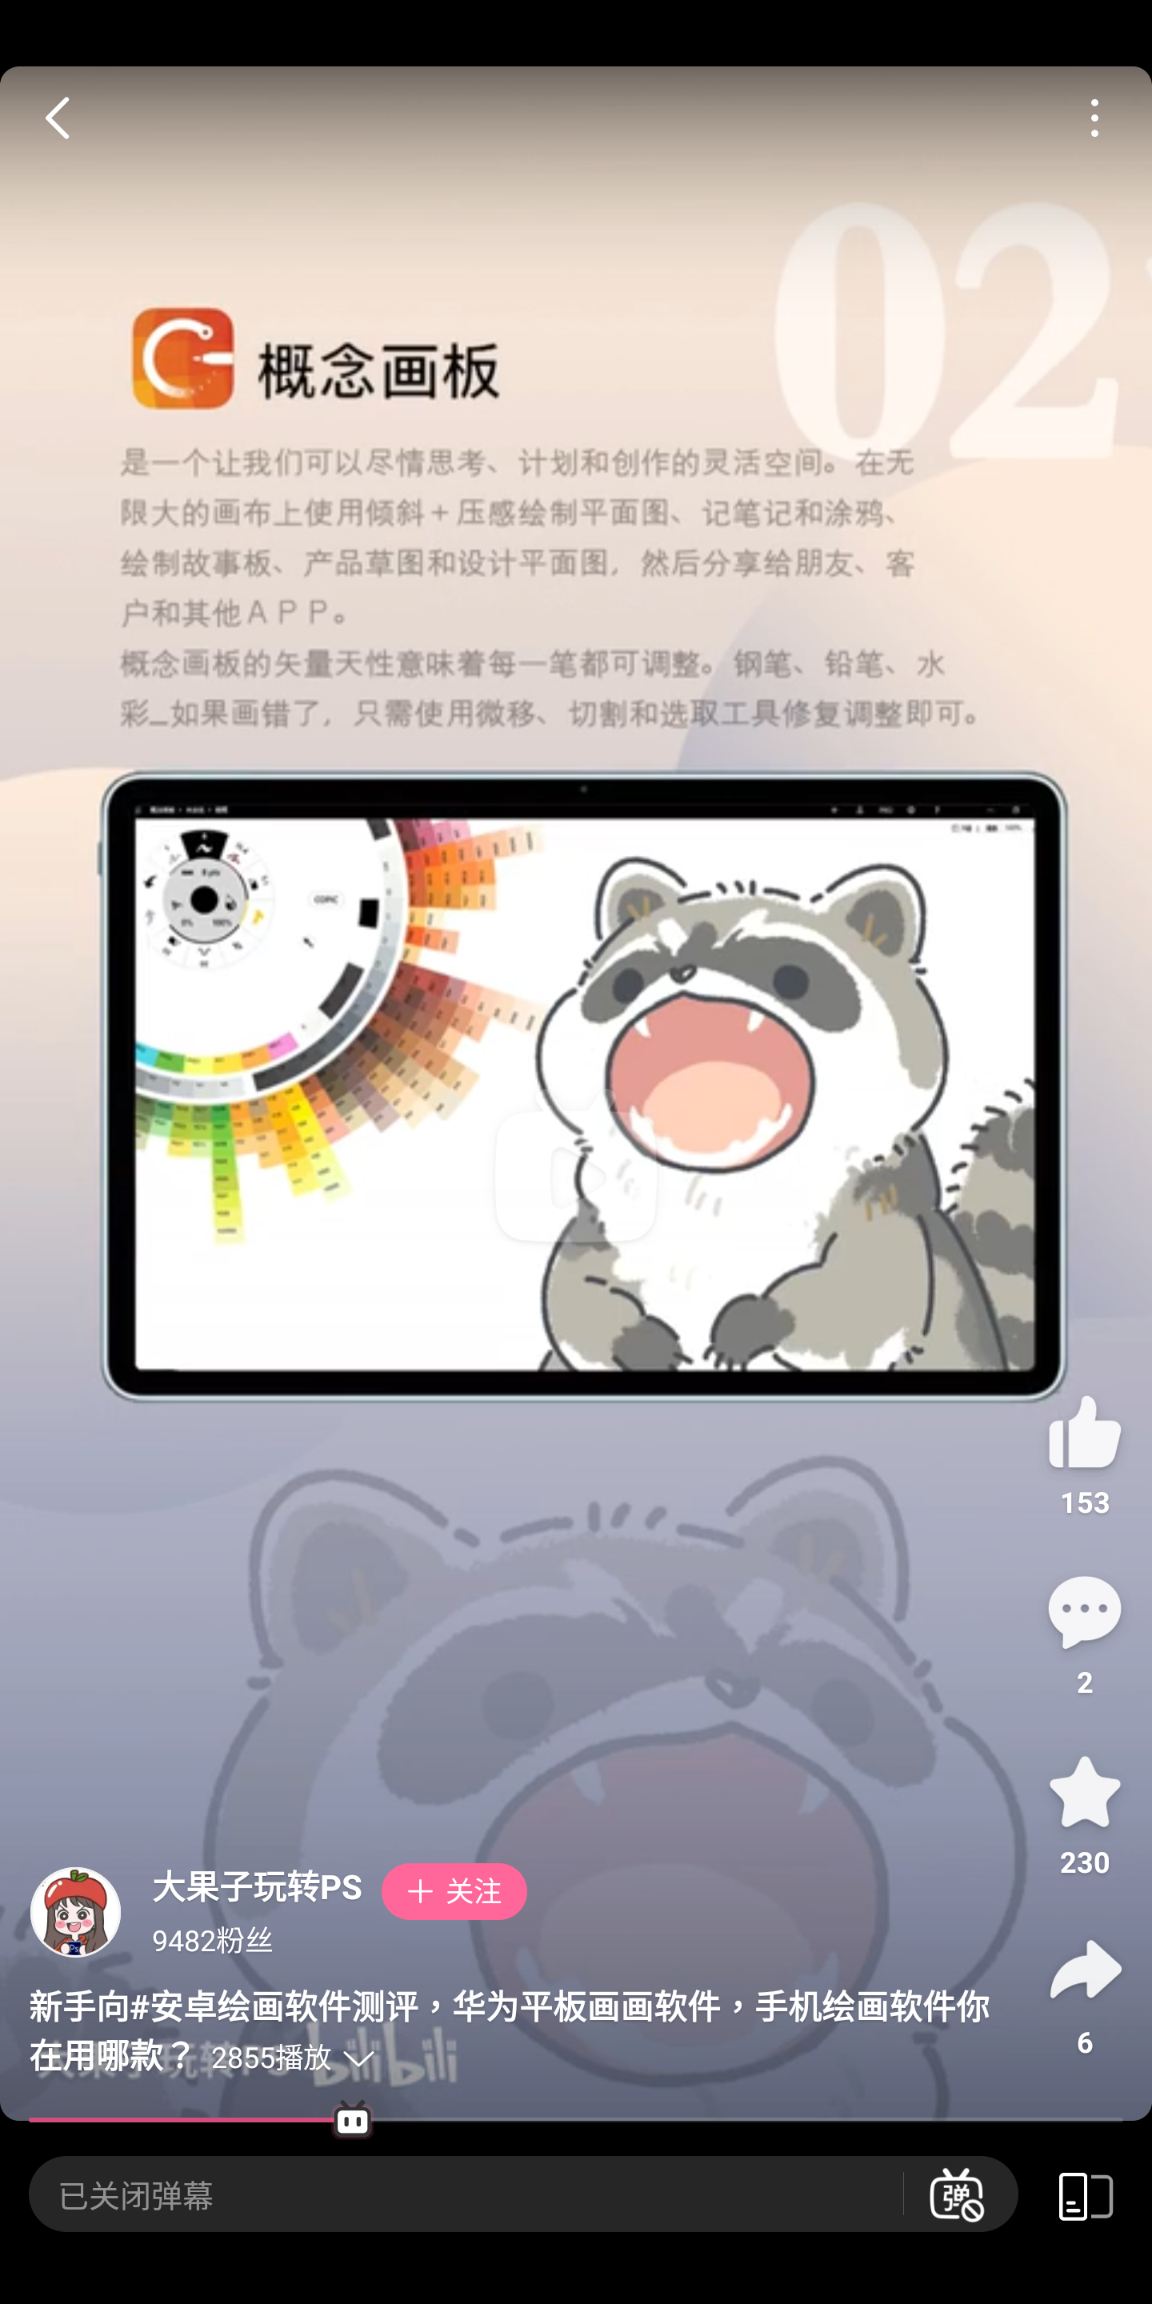 02
概念画板
是一个让我们可以尽情思考、计划和创作的灵活空间。在无
限大的画布上使用倾斜+压感绘制平面图、记笔记和涂鸦、
绘制故事板、产品草图和设计平面图，然后分享给朋友、客
户和其他APP。
概念画板的矢量天性意味着每一笔都可调整。钢笔、铅笔、水
彩…如果画错了，只需使用微移、切割和选取工具修复调整即可。
COPIC
153
2
230
6
大果子玩转PS
+ 关注
9482粉丝
新手向#安卓绘画软件测评，华为平板画画软件，手机绘画软件你
在用哪款？ 2855播放
大果子玩转PS bilibili
已关闭弹幕
弹